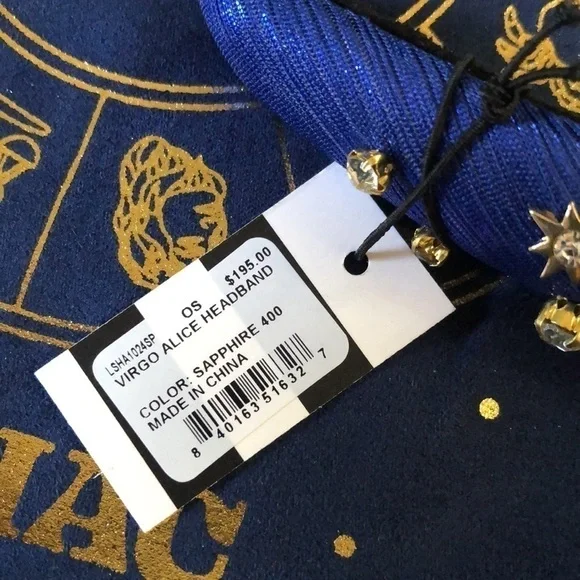 LSHA1024SP OS $195.00
VIRGO ALICE HEADBAND
COLOR: SAPPHIRE 400
MADE IN CHINA
8 40163 51632 7
IAC